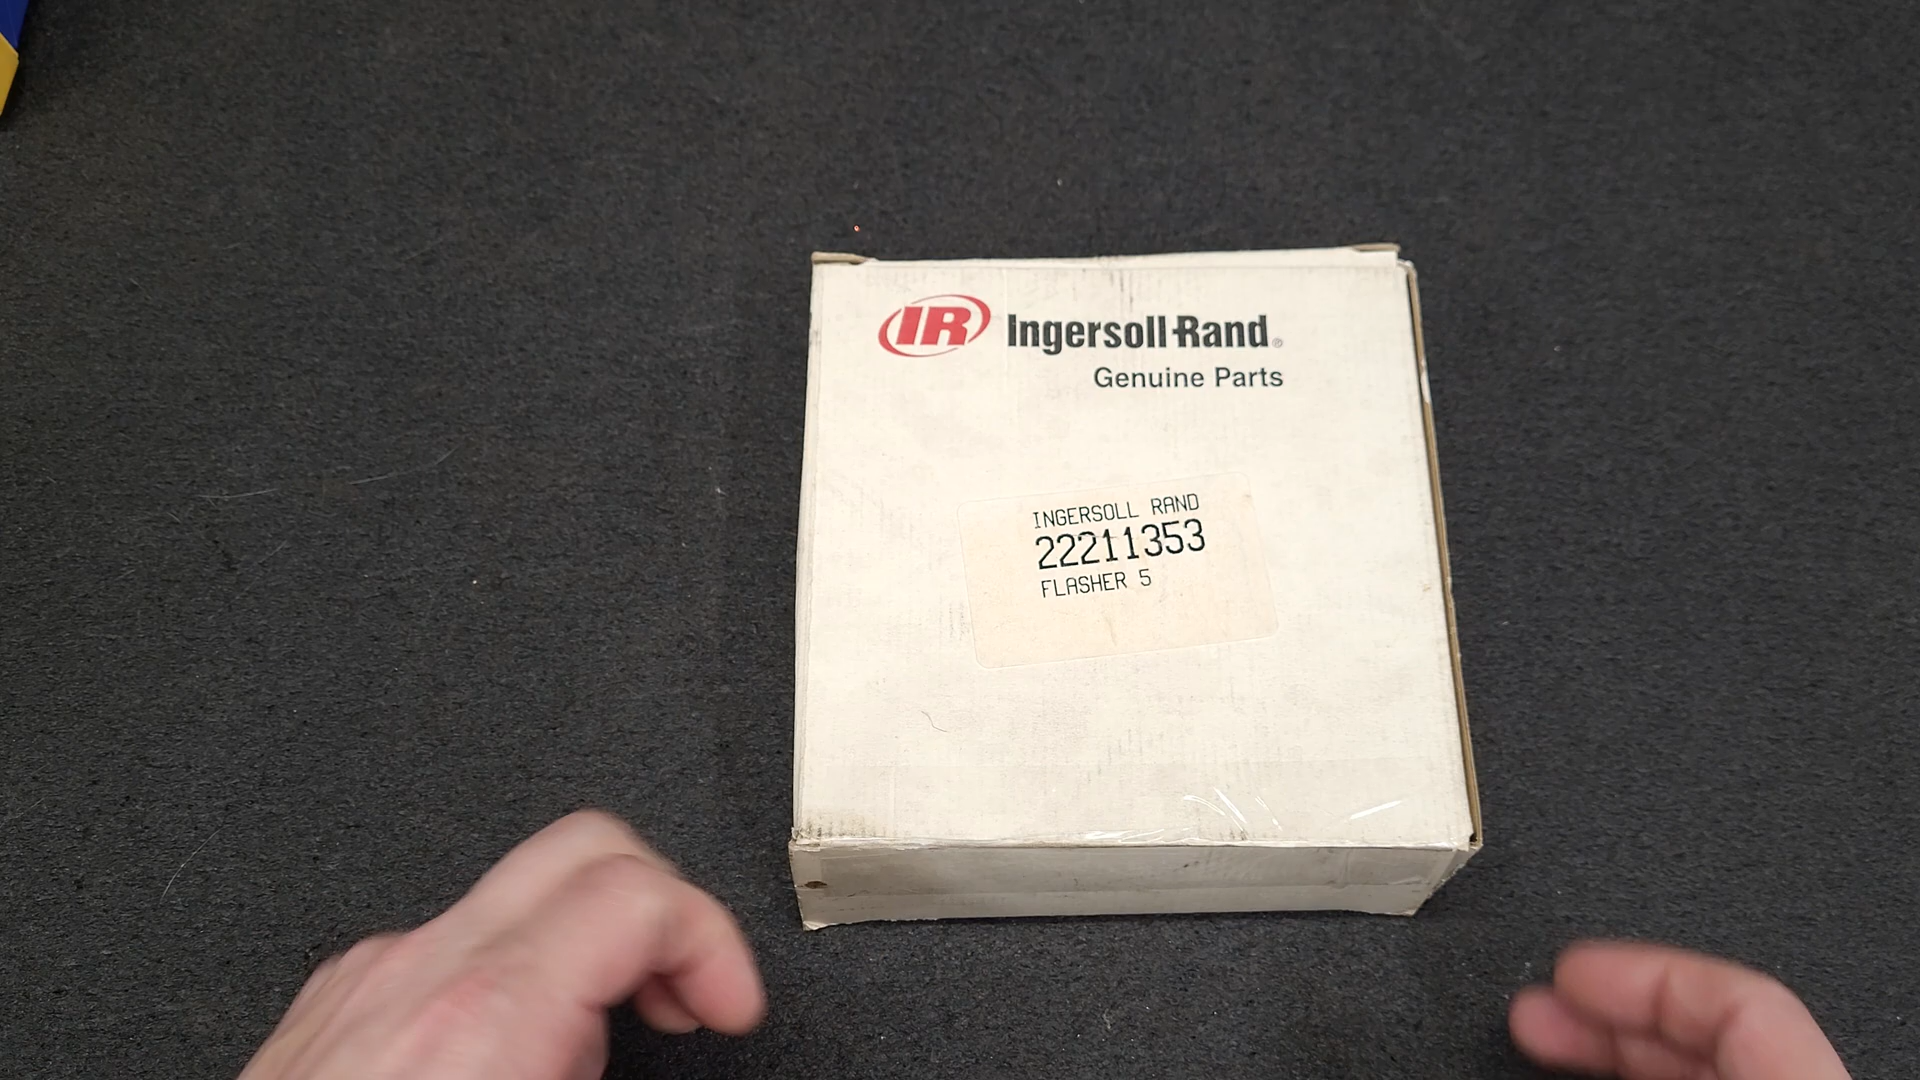 IR Ingersoll Rand®
Genuine Parts
INGERSOLL RAND
22211353
FLASHER 5